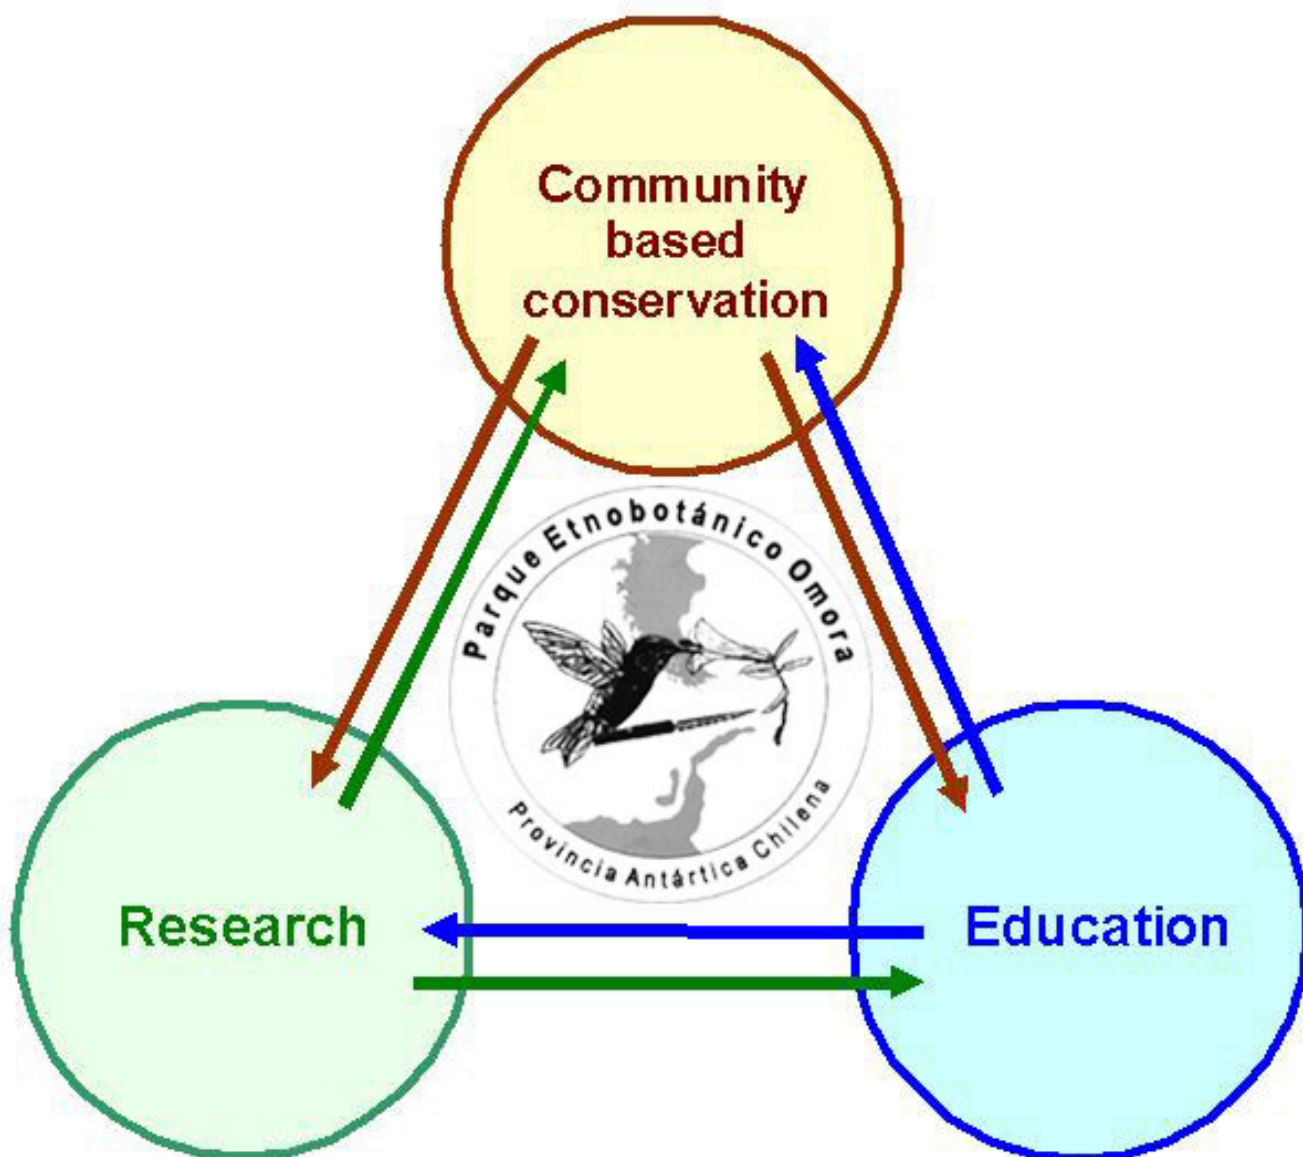 Community
based
conservation
Parque Etnobotánico Omora
Provincia Antártica Chilena
Research
Education